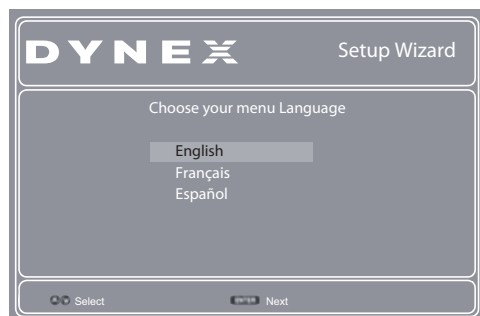 DYNEX
Setup Wizard
Choose your menu Language
English
Français
Español
Select
ENTER Next